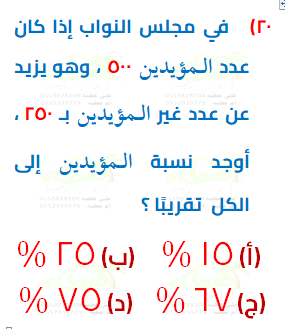 ٢٠) في مجلس النواب إذا كان
عدد المؤيدين ٥٠٠ ، وهو يزيد
عن عدد غير المؤيدين بـ ٢٥٠ ،
أوجد نسبة المؤيدين إلى
الكل تقريبًا ؟
(أ) ١٥ % (ب) ٢٥ %
(ج) ٦٧ % (د) ٧٥ %